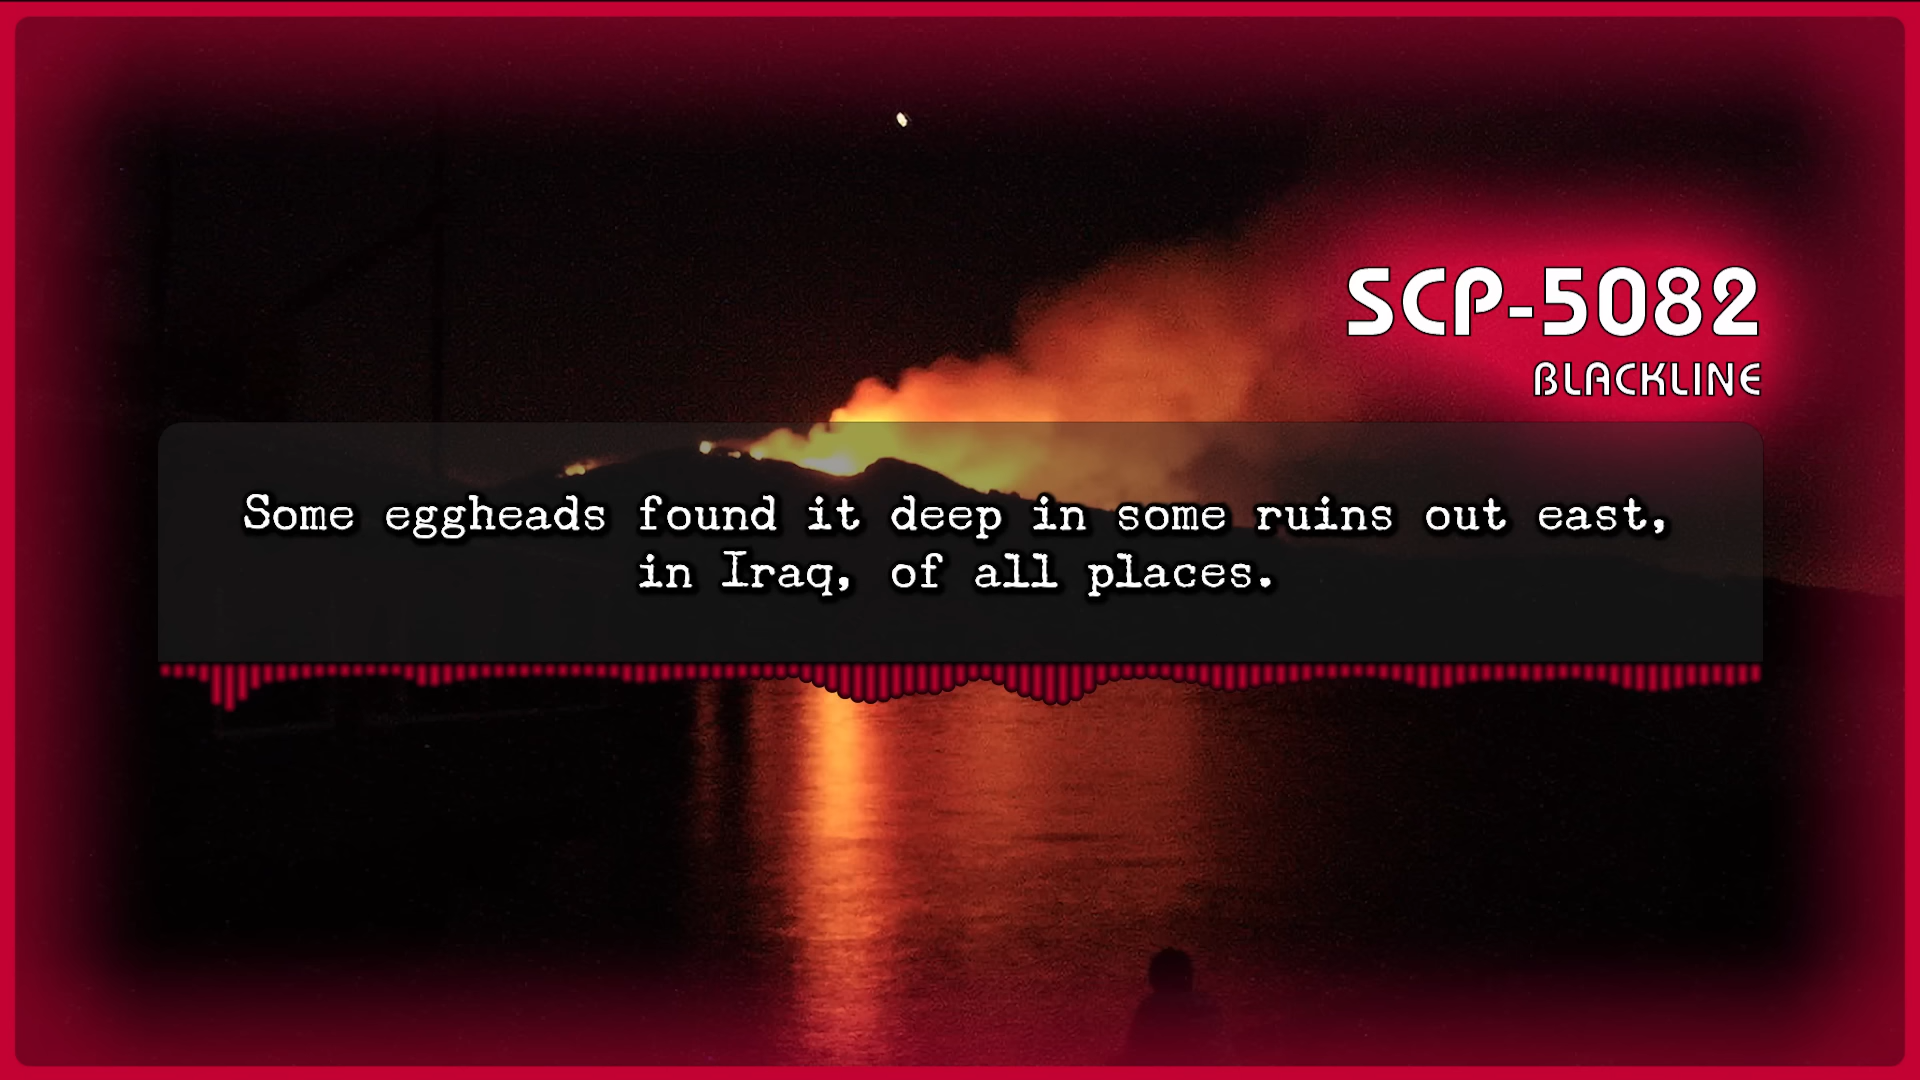 SCP-5082
BLACKLINE
Some eggheads found it deep in some ruins out east,
in Iraq, of all places.